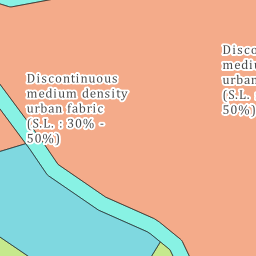 Discontinuous
medium density
urban fabric
(S.L. : 30% -
50%)
Disco
mediu
urban
(S.L. :
50%)